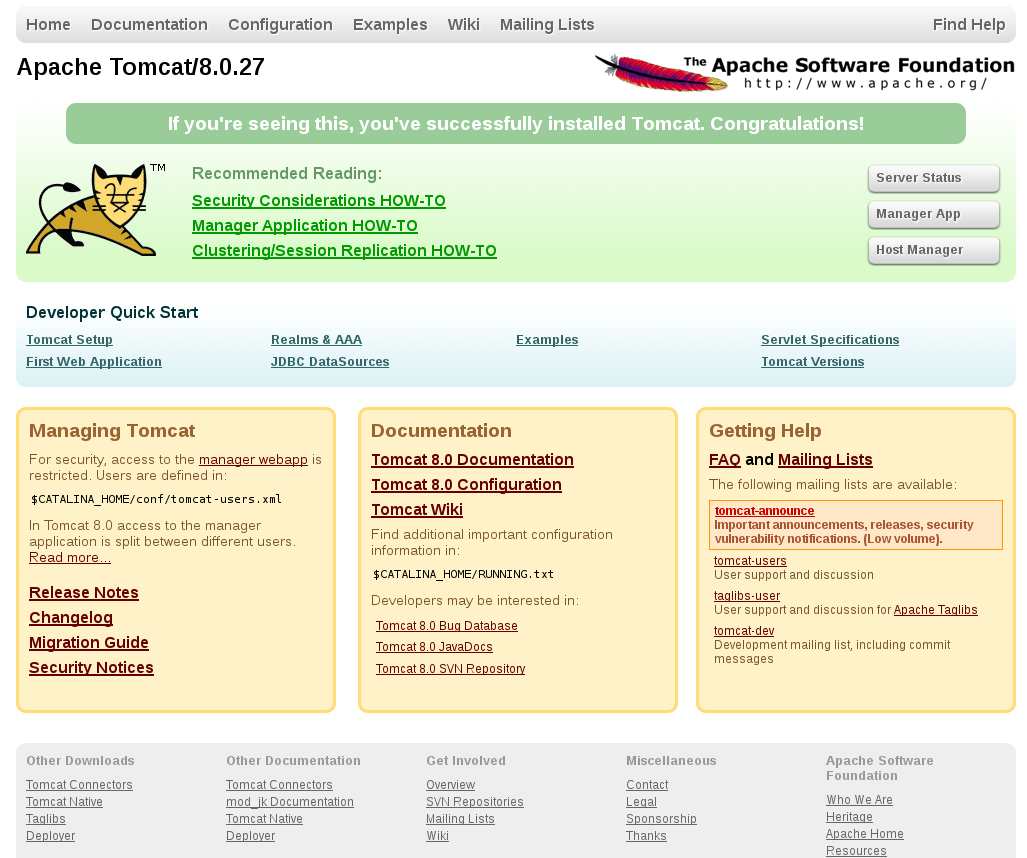 Home Documentation Configuration Examples Wiki Mailing Lists Find Help
Apache Tomcat/8.0.27
The Apache Software Foundation
http://www.apache.org/
If you're seeing this, you've successfully installed Tomcat. Congratulations!
TM
Recommended Reading:
Security Considerations HOW-TO
Manager Application HOW-TO
Clustering/Session Replication HOW-TO
Server Status
Manager App
Host Manager
Developer Quick Start
Tomcat Setup
First Web Application
Realms & AAA
JDBC DataSources
Examples
Servlet Specifications
Tomcat Versions
Managing Tomcat
For security, access to the manager webapp is
restricted. Users are defined in:
$CATALINA_HOME/conf/tomcat-users.xml
In Tomcat 8.0 access to the manager
application is split between different users.
Read more...
Release Notes
Changelog
Migration Guide
Security Notices
Documentation
Tomcat 8.0 Documentation
Tomcat 8.0 Configuration
Tomcat Wiki
Find additional important configuration
information in:
$CATALINA_HOME/RUNNING.txt
Developers may be interested in:
Tomcat 8.0 Bug Database
Tomcat 8.0 JavaDocs
Tomcat 8.0 SVN Repository
Getting Help
FAQ and Mailing Lists
The following mailing lists are available:
tomcat-announce
Important announcements, releases, security
vulnerability notifications. (Low volume).
tomcat-users
User support and discussion
taglibs-user
User support and discussion for Apache Taglibs
tomcat-dev
Development mailing list, including commit
messages
Other Downloads
Tomcat Connectors
Tomcat Native
Taglibs
Deployer
Other Documentation
Tomcat Connectors
mod_jk Documentation
Tomcat Native
Deployer
Get Involved
Overview
SVN Repositories
Mailing Lists
Wiki
Miscellaneous
Contact
Legal
Sponsorship
Thanks
Apache Software
Foundation
Who We Are
Heritage
Apache Home
Resources